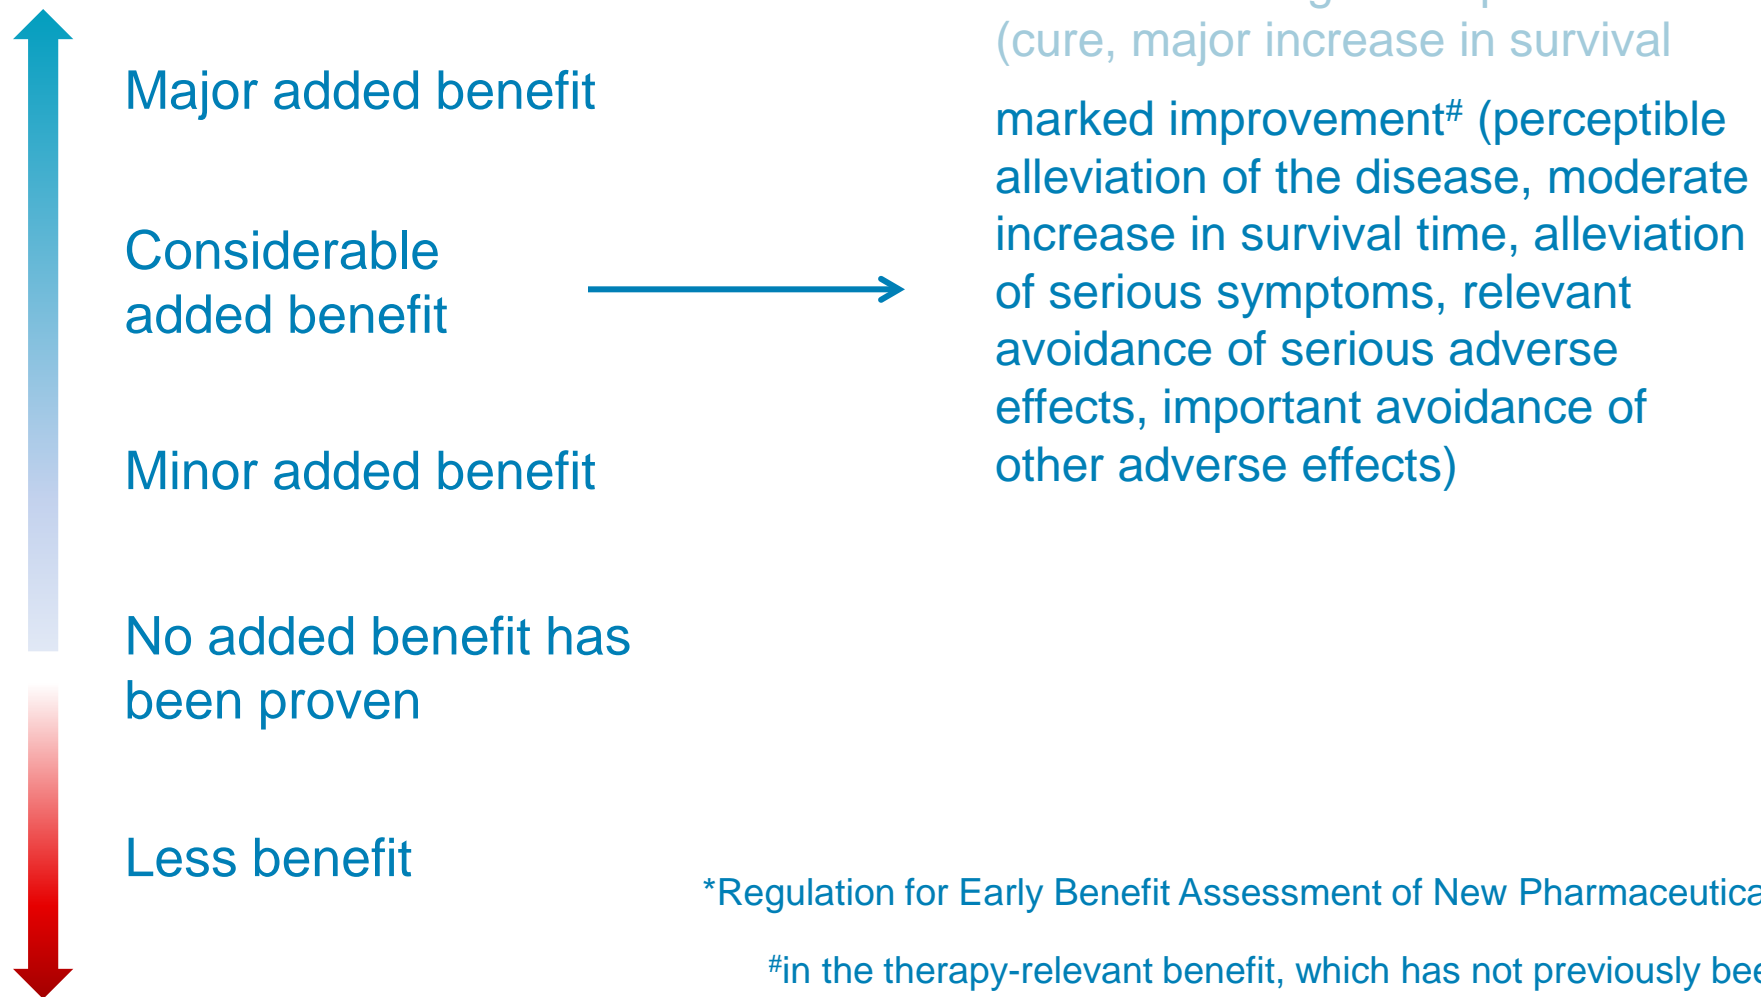 (cure, major increase in survival
Major added benefit
marked improvement# (perceptible
alleviation of the disease, moderate
increase in survival time, alleviation
of serious symptoms, relevant
avoidance of serious adverse
effects, important avoidance of
other adverse effects)
Considerable
added benefit
Minor added benefit
No added benefit has
been proven
Less benefit
*Regulation for Early Benefit Assessment of New
#in the therapy-relevant benefit, which has not previously